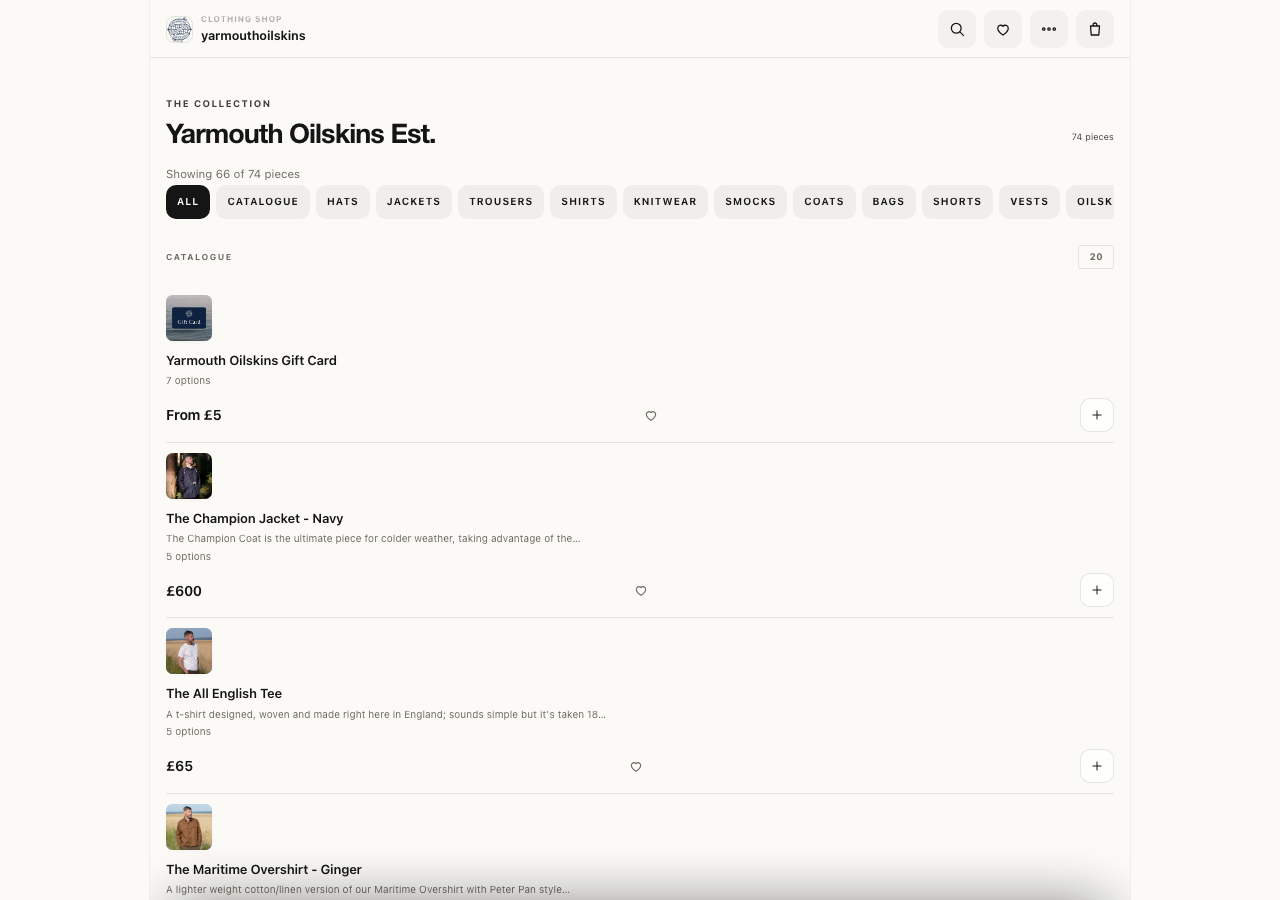 CLOTHING SHOP
yarmouthoilskins
THE COLLECTION
Yarmouth Oilskins Est.
74 pieces
Showing 66 of 74 pieces
ALL
CATALOGUE
HATS
JACKETS
TROUSERS
SHIRTS
KNITWEAR
SMOCKS
COATS
BAGS
SHORTS
VESTS
OILSK
CATALOGUE
20
Gift Card
Yarmouth Oilskins Gift Card
7 options
From £5
The Champion Jacket - Navy
The Champion Coat is the ultimate piece for colder weather, taking advantage of the...
5 options
£600
The All English Tee
A t-shirt designed, woven and made right here in England; sounds simple but it's taken 18...
5 options
£65
The Maritime Overshirt - Ginger
A lighter weight cotton/linen version of our Maritime Overshirt with Peter Pan style...